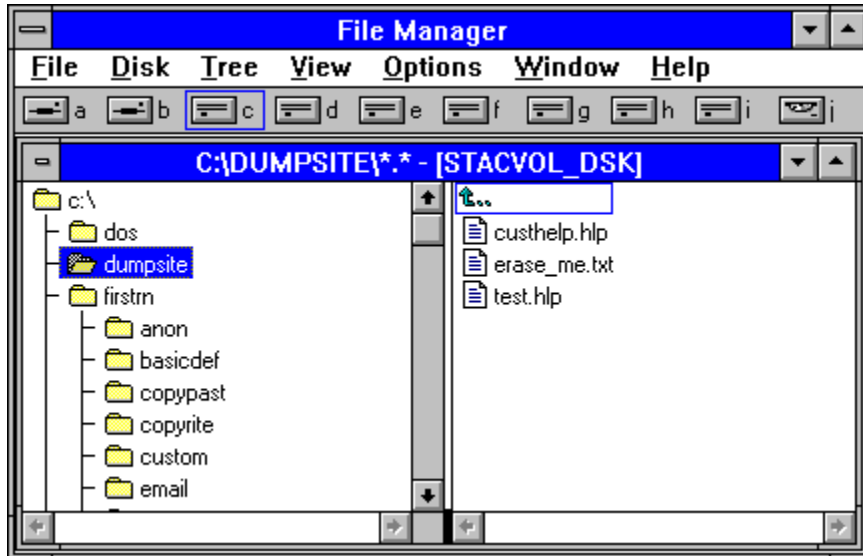 File Manager
File Disk Tree View Options Window Help
a b c d e f g h i j
C:\DUMPSITE\*.* - [STACVOL_DSK]
c:\
dos
dumpsite
firstrn
anon
basicdef
copypast
copyrite
custom
email
..
custhelp.hlp
erase_me.txt
test.hlp